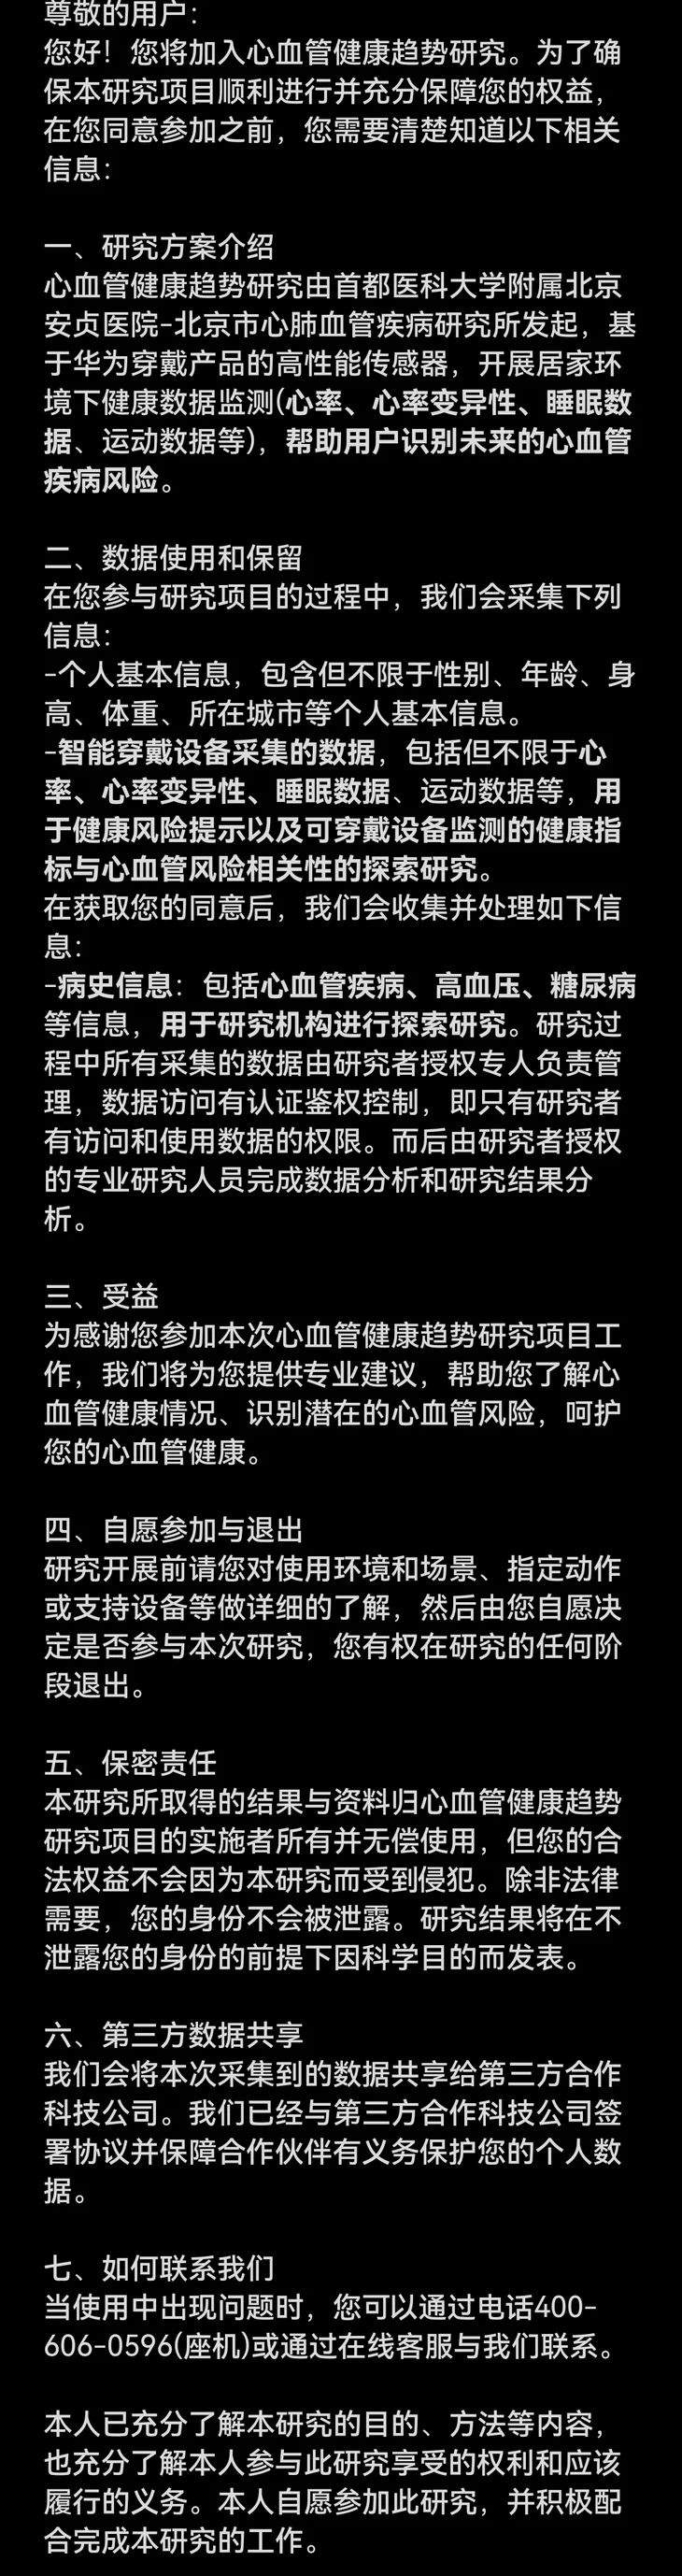 尊敬的用户：
您好！您将加入心血管健康趋势研究。为了确
保本研究项目顺利进行并充分保障您的权益，
在您同意参加之前，您需要清楚知道以下相关
信息：
一、研究方案介绍
心血管健康趋势研究由首都医科大学附属北京
安贞医院-北京市心肺血管疾病研究所发起，基
于华为穿戴产品的高性能传感器，开展居家环
境下健康数据监测(心率、心率变异性、睡眠数
据、运动数据等)，帮助用户识别未来的心血管
疾病风险。
二、数据使用和保留
在您参与研究项目的过程中，我们会采集下列
信息：
-个人基本信息，包含但不限于性别、年龄、身
高、体重、所在城市等个人基本信息。
-智能穿戴设备采集的数据，包括但不限于心
率、心率变异性、睡眠数据、运动数据等，用
于健康风险提示以及可穿戴设备监测的健康指
标与心血管风险相关性的探索研究。
在获取您的同意后，我们会收集并处理如下信
息：
-病史信息：包括心血管疾病、高血压、糖尿病
等信息，用于研究机构进行探索研究。研究过
程中所有采集的数据由研究者授权专人负责管
理，数据访问有认证鉴权控制，即只有研究者
有访问和使用数据的权限。而后由研究者授权
的专业研究人员完成数据分析和研究结果分
析。
三、受益
为感谢您参加本次心血管健康趋势研究项目工
作，我们将为您提供专业建议，帮助您了解心
血管健康情况、识别潜在的心血管风险，呵护
您的心血管健康。
四、自愿参加与退出
研究开展前请您对使用环境和场景、指定动作
或支持设备等做详细的了解，然后由您自愿决
定是否参与本次研究，您有权在研究的任何阶
段退出。
五、保密责任
本研究所取得的结果与资料归心血管健康趋势
研究项目的实施者所有并无偿使用，但您的合
法权益不会因为本研究而受到侵犯。除非法律
需要，您的身份不会被泄露。研究结果将在不
泄露您的身份的前提下因科学目的而发表。
六、第三方数据共享
我们会将本次采集到的数据共享给第三方合作
科技公司。我们已经与第三方合作科技公司签
署协议并保障合作伙伴有义务保护您的个人数
据。
七、如何联系我们
当使用中出现问题时，您可以通过电话400-
606-0596(座机)或通过在线客服与我们联系。
本人已充分了解本研究的目的、方法等内容，
也充分了解本人参与此研究享受的权利和应该
履行的义务。本人自愿参加此研究，并积极配
合完成本研究的工作。